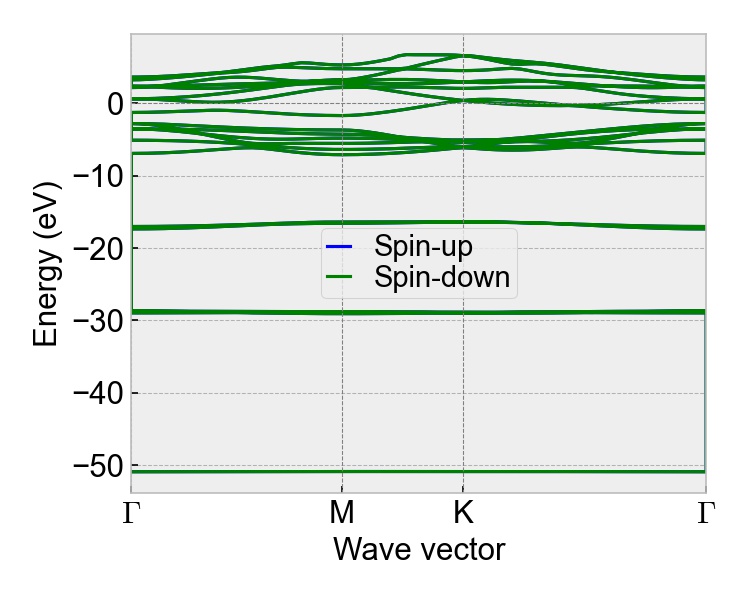 0
−10
−20
−30
−40
−50
Energy (eV)
Spin-up
Spin-down
Γ M K Γ
Wave vector